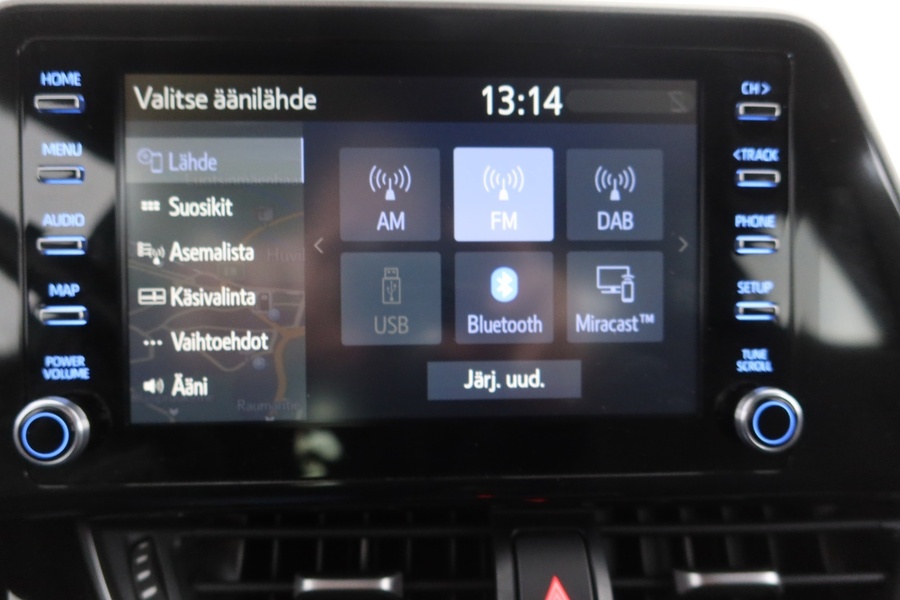 HOME
MENU
AUDIO
MAP
POWER
VOLUME
Valitse äänilähde
13:14
Lähde
Suosikit
Asemalista
Käsivalinta
Vaihtoehdot
Ääni
AM
FM
DAB
USB
Bluetooth
Miracast™
Järj. uud.
CH >
< TRACK
PHONE
SETUP
TUNE
SCROLL